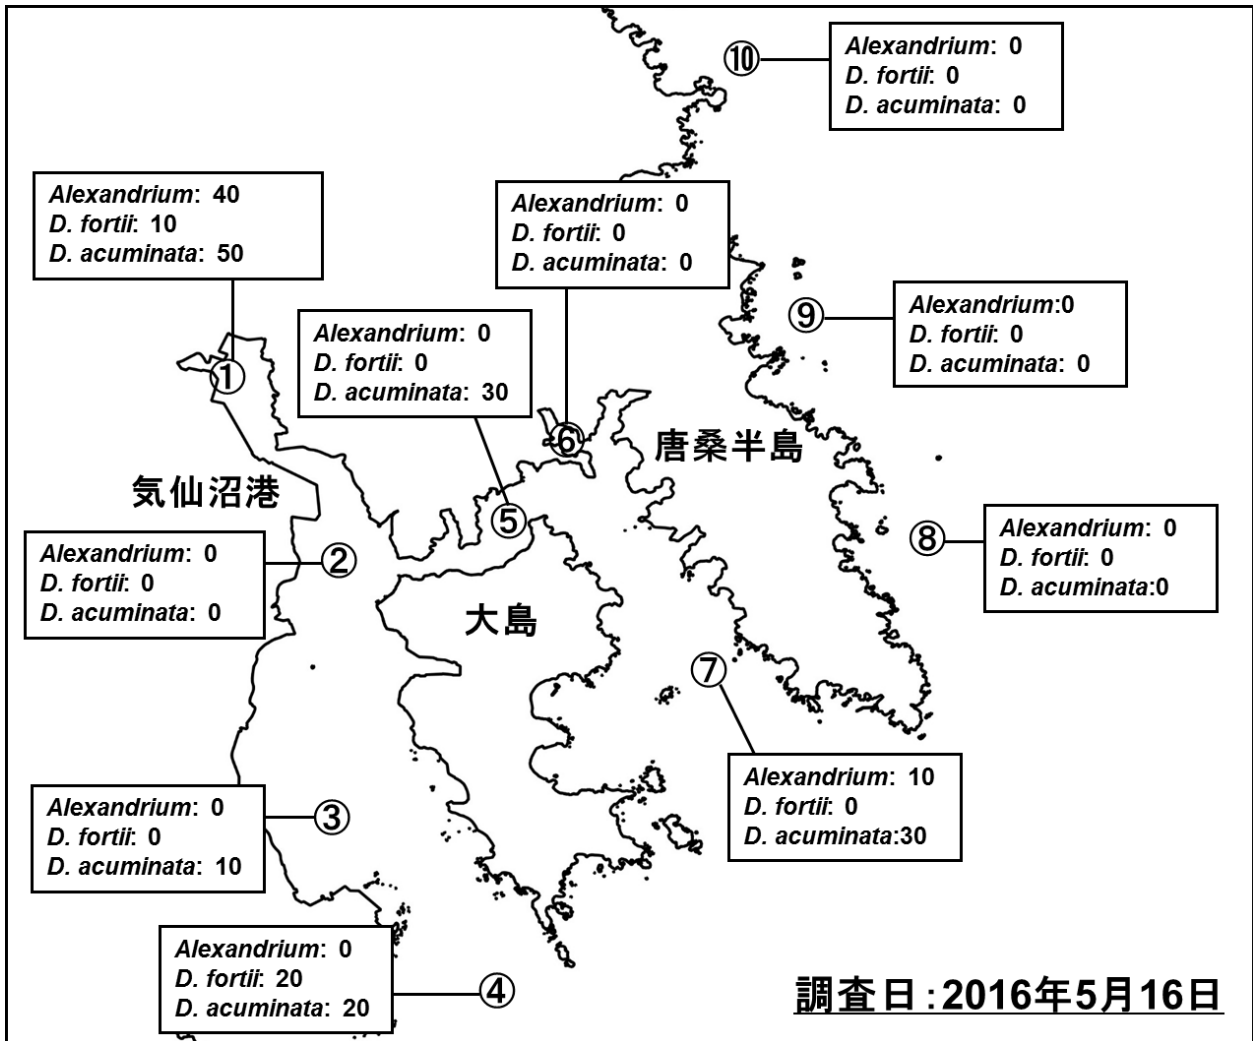 ⑩
Alexandrium: 0
D. fortii: 0
D. acuminata: 0
Alexandrium: 40
D. fortii: 10
D. acuminata: 50
Alexandrium: 0
D. fortii: 0
D. acuminata: 0
Alexandrium:0
D. fortii: 0
D. acuminata: 0
⑨
Alexandrium: 0
D. fortii: 0
D. acuminata: 30
①
⑥
唐桑半島
気仙沼港
⑤
Alexandrium: 0
D. fortii: 0
D. acuminata:0
⑧
Alexandrium: 0
D. fortii: 0
D. acuminata: 0
②
大島
⑦
Alexandrium: 10
D. fortii: 0
D. acuminata:30
Alexandrium: 0
D. fortii: 0
D. acuminata: 10
③
Alexandrium: 0
D. fortii: 20
D. acuminata: 20
④
調査日:2016年5月16日